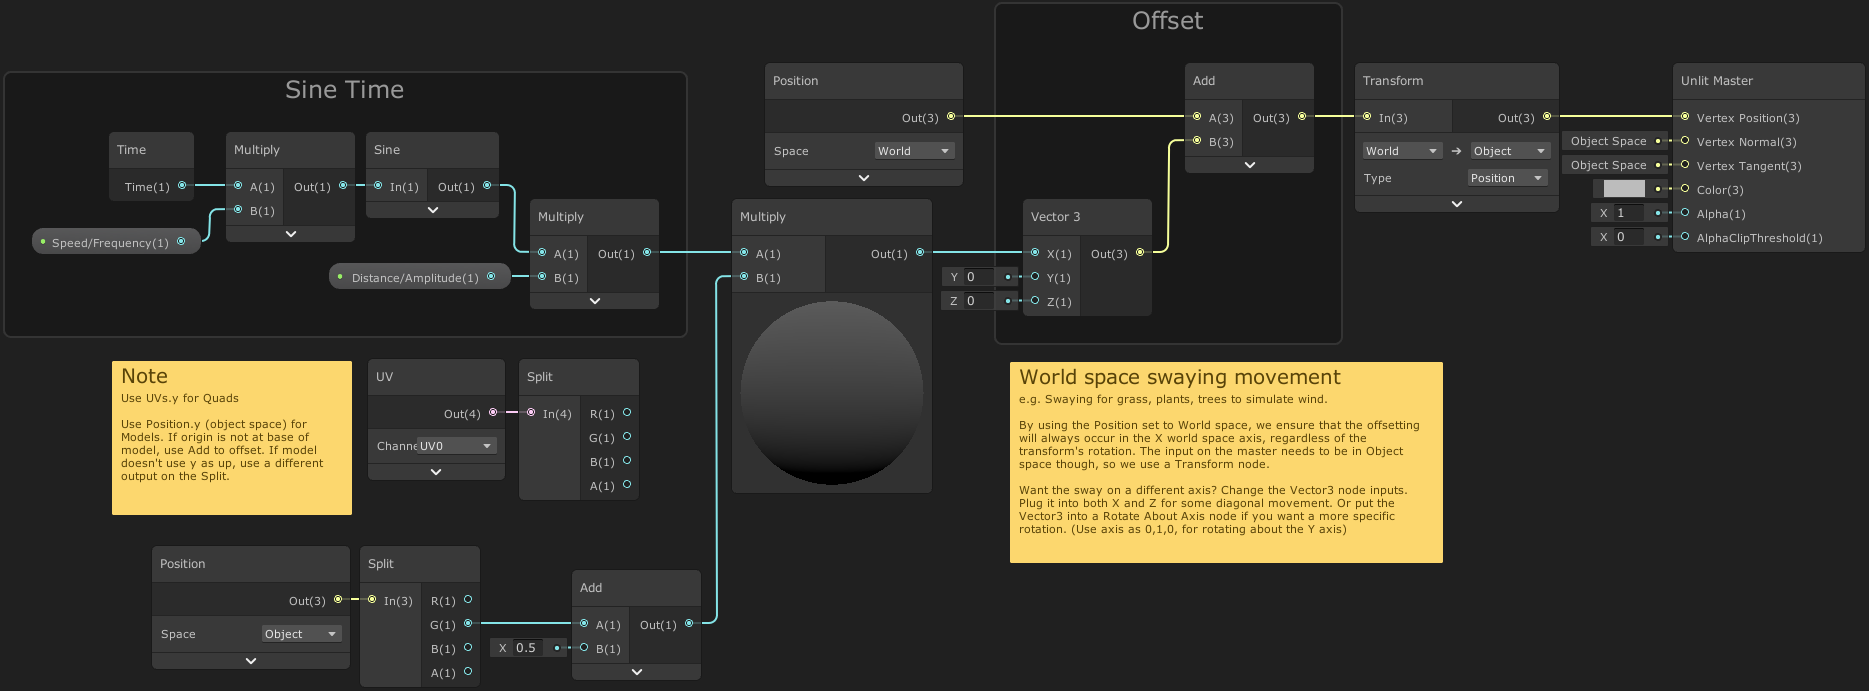 Sine Time
Time
Time(1)
Speed/Frequency(1)
Multiply
A(1)
Out(1)
B(1)
Sine
In(1)
Out(1)
Distance/Amplitude(1)
Multiply
A(1)
Out(1)
B(1)
Position
Out(3)
Space
World
Multiply
A(1)
Out(1)
B(1)
Offset
Vector 3
X(1)
Out(3)
Y 0
Y(1)
Z 0
Z(1)
Add
A(3)
Out(3)
B(3)
Transform
In(3)
Out(3)
World
Object
Type
Position
Unlit Master
Vertex Position(3)
Object Space
Vertex Normal(3)
Object Space
Vertex Tangent(3)
Color(3)
X 1
Alpha(1)
X 0
AlphaClipThreshold(1)
Note
Use UVs.y for Quads
Use Position.y (object space) for
Models. If origin is not at base of
model, use Add to offset. If model
doesn't use y as up, use a different
output on the Split.
UV
Out(4)
Channe
UV0
Split
In(4)
R(1)
G(1)
B(1)
A(1)
World space swaying movement
e.g. Swaying for grass, plants, trees to simulate wind.
By using the Position set to World space, we ensure that the offsetting
will always occur in the X world space axis, regardless of the
transform's rotation. The input on the master needs to be in Object
space though, so we use a Transform node.
Want the sway on a different axis? Change the Vector3 node inputs.
Plug it into both X and Z for some diagonal movement. Or put the
Vector3 into a Rotate About Axis node if you want a more specific
rotation. (Use axis as 0,1,0, for rotating about the Y axis)
Position
Out(3)
Space
Object
Split
In(3)
R(1)
G(1)
B(1)
A(1)
X 0.5
Add
A(1)
Out(1)
B(1)